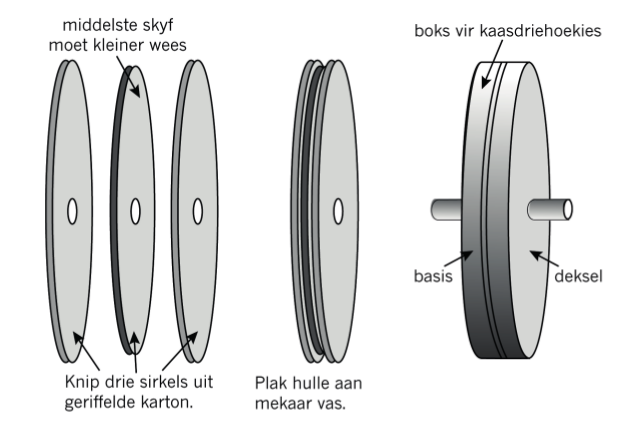 middelste skyf
moet kleiner wees
boks vir kaasdriehoekies
basis
deksel
Knip drie sirkels uit
geriffelde karton.
Plak hulle aan
mekaar vas.